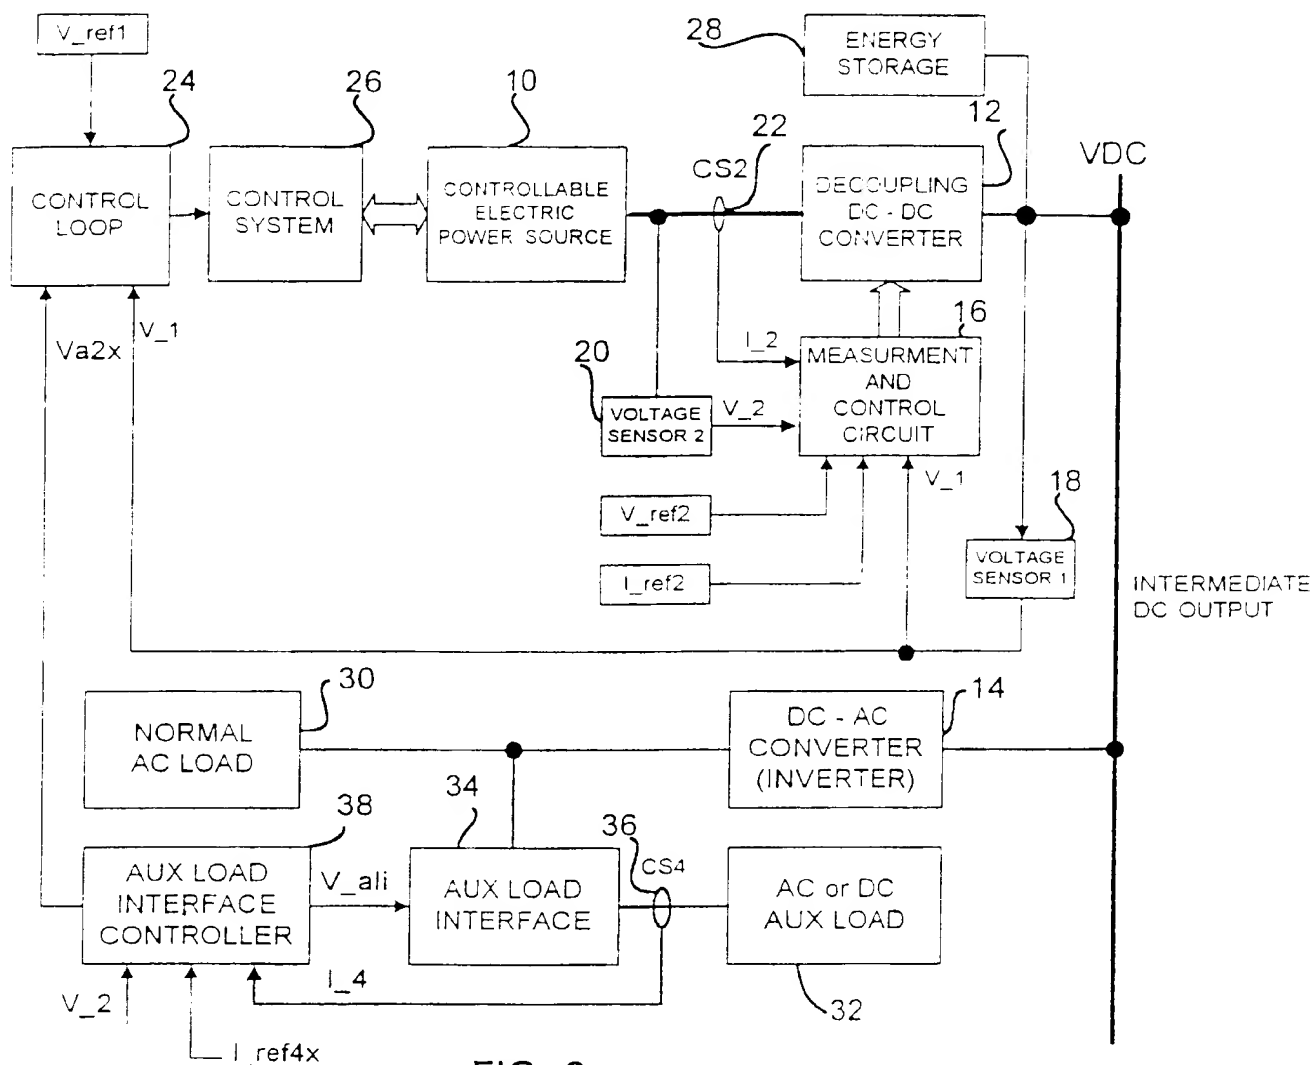 V_ref1
28
ENERGY
STORAGE
24
26
10
22
12
CS2
VDC
CONTROL
LOOP
CONTROL
SYSTEM
CONTROLLABLE
ELECTRIC
POWER SOURCE
DECOUPLING
DC - DC
CONVERTER
V_1
Va2x
16
I_2
20
MEASURMENT
AND
CONTROL
CIRCUIT
VOLTAGE
SENSOR 2
V_2
V_1
18
V_ref2
I_ref2
VOLTAGE
SENSOR 1
INTERMEDIATE
DC OUTPUT
30
14
NORMAL
AC LOAD
DC - AC
CONVERTER
(INVERTER)
34
38
36
CS4
AUX LOAD
INTERFACE
CONTROLLER
V_ali
AUX LOAD
INTERFACE
AC or DC
AUX LOAD
I_4
V_2
32
I_ref4x